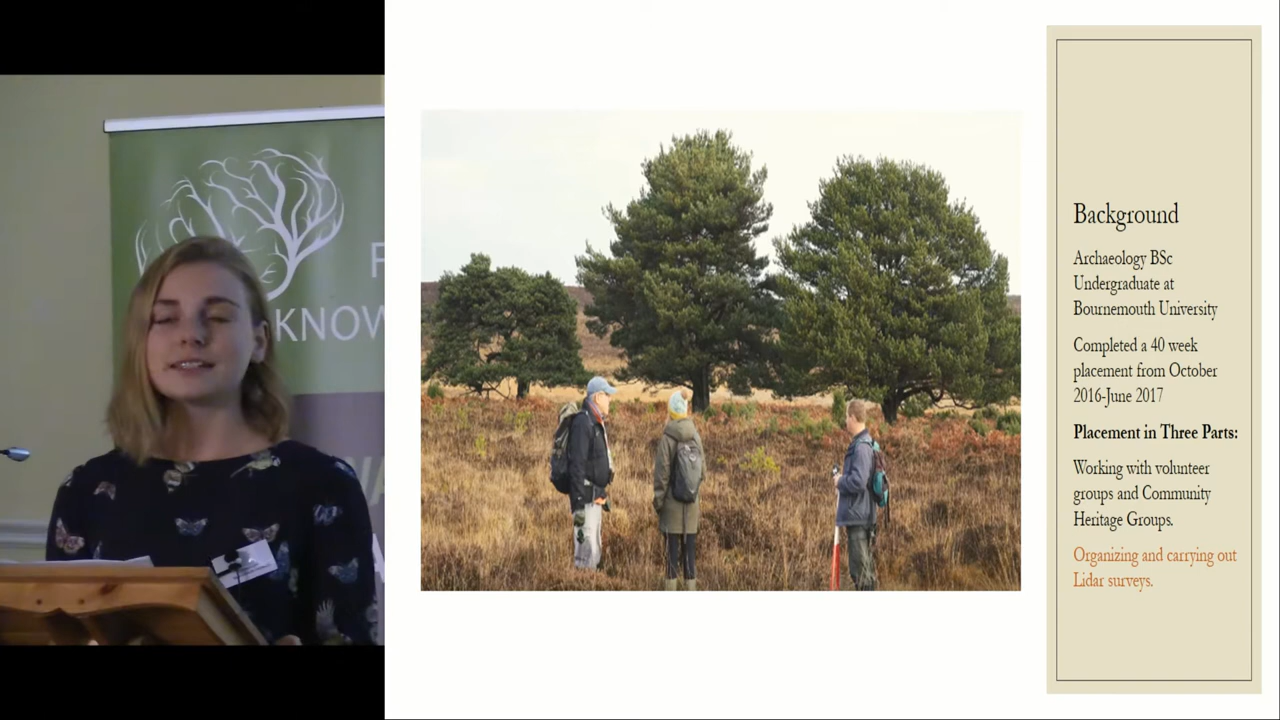 KNOW
Background
Archaeology BSc
Undergraduate at
Bournemouth University
Completed a 40 week
placement from October
2016-June 2017
Placement in Three Parts:
Working with volunteer
groups and Community
Heritage Groups.
Organizing and carrying out
Lidar surveys.